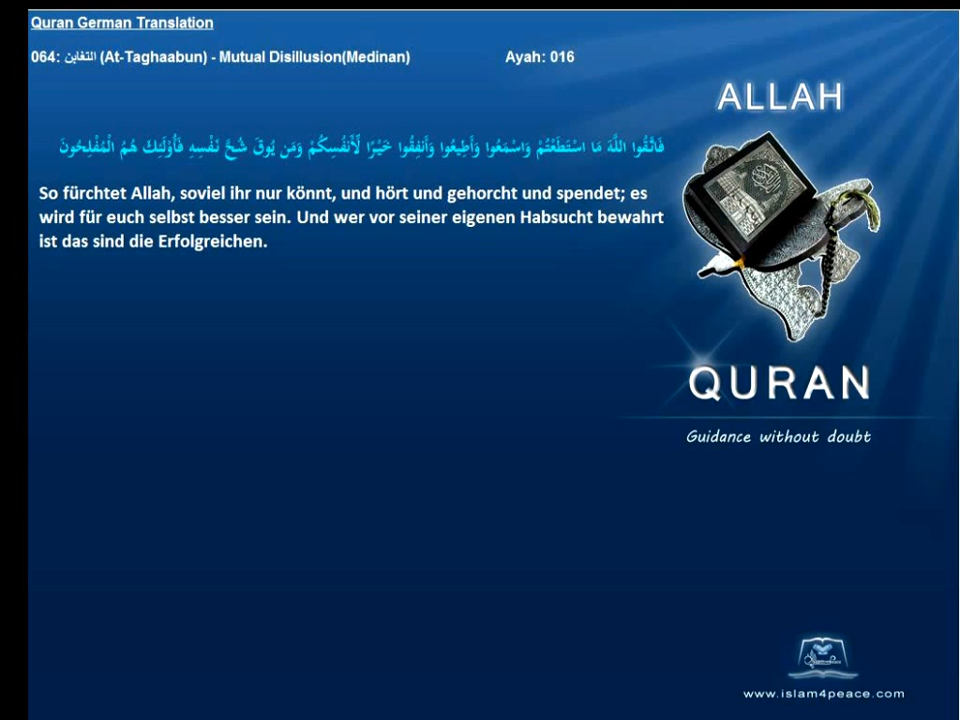 Quran German Translation
064: التغابن (At-Taghaabun) - Mutual Disillusion(Medinan) Ayah: 016
ALLAH
فَاتَّقُوا اللَّهَ مَا اسْتَطَعْتُمْ وَاسْمَعُوا وَأَطِيعُوا وَأَنفِقُوا خَيْرًا لِّأَنفُسِكُمْ وَمَن يُوقَ شُحَّ نَفْسِهِ فَأُوْلَئِكَ هُمُ الْمُفْلِحُونَ
So fürchtet Allah, soviel ihr nur könnt, und hört und gehorcht und spendet; es
wird für euch selbst besser sein. Und wer vor seiner eigenen Habsucht bewahrt
ist das sind die Erfolgreichen.
QURAN
Guidance without doubt
www.islam4peace.com